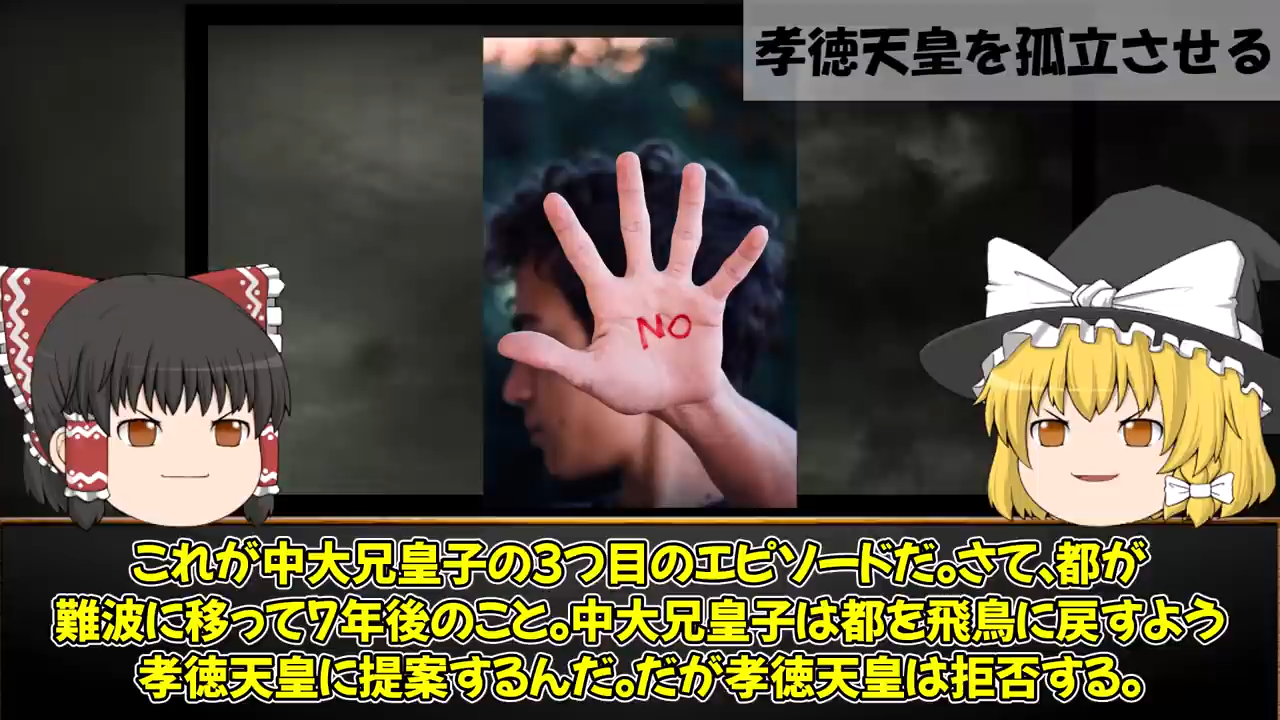 孝徳天皇を孤立させる
NO
これが中大兄皇子の3つ目のエピソードだ。さて、都が
難波に移って7年後のこと。中大兄皇子は都を飛鳥に戻すよう
孝徳天皇に提案するんだ。だが孝徳天皇は拒否する。